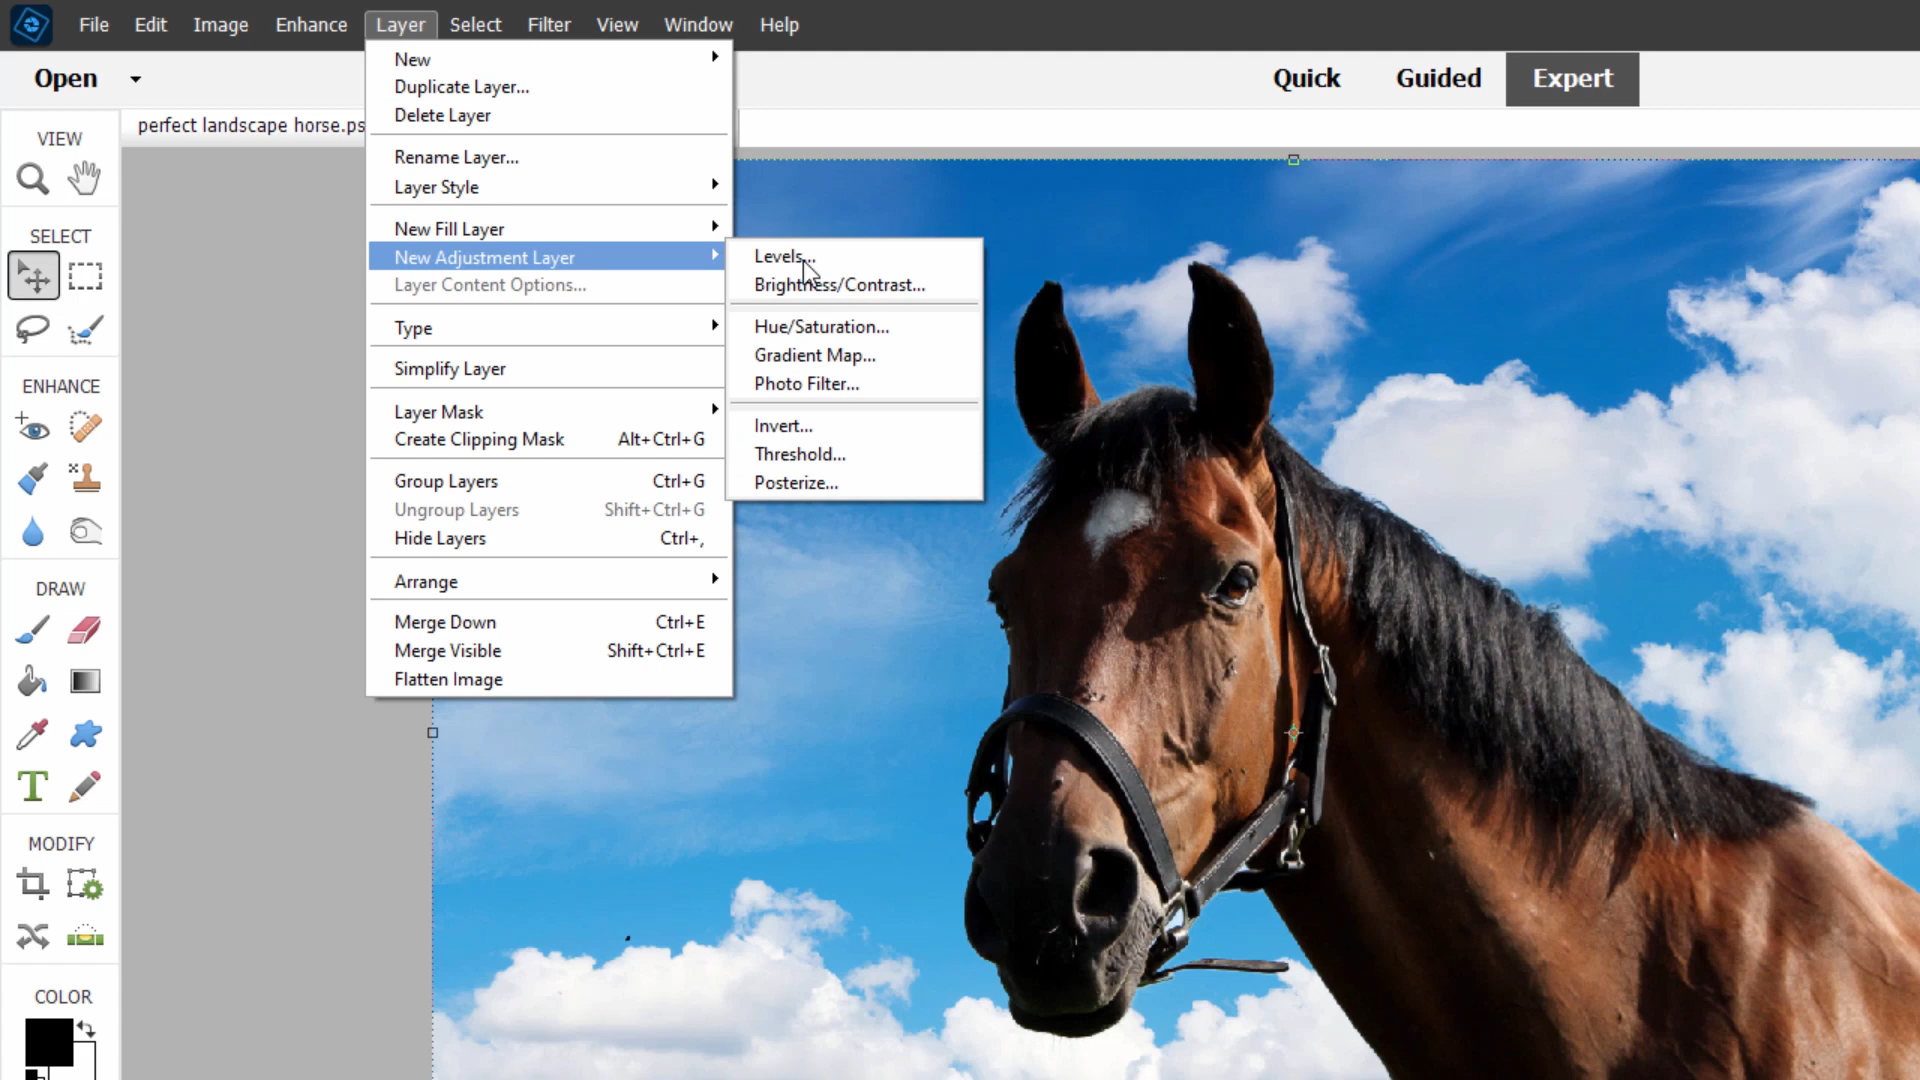 File Edit Image Enhance Layer Select Filter View Window Help
Open
Quick Guided Expert
perfect landscape horse.ps
VIEW
SELECT
ENHANCE
DRAW
T
MODIFY
COLOR
New
Duplicate Layer...
Delete Layer
Rename Layer...
Layer Style
New Fill Layer
New Adjustment Layer
Layer Content Options...
Type
Simplify Layer
Layer Mask
Create Clipping Mask Alt+Ctrl+G
Group Layers Ctrl+G
Ungroup Layers Shift+Ctrl+G
Hide Layers Ctrl+,
Arrange
Merge Down Ctrl+E
Merge Visible Shift+Ctrl+E
Flatten Image
Levels...
Brightness/Contrast...
Hue/Saturation...
Gradient Map...
Photo Filter...
Invert...
Threshold...
Posterize...